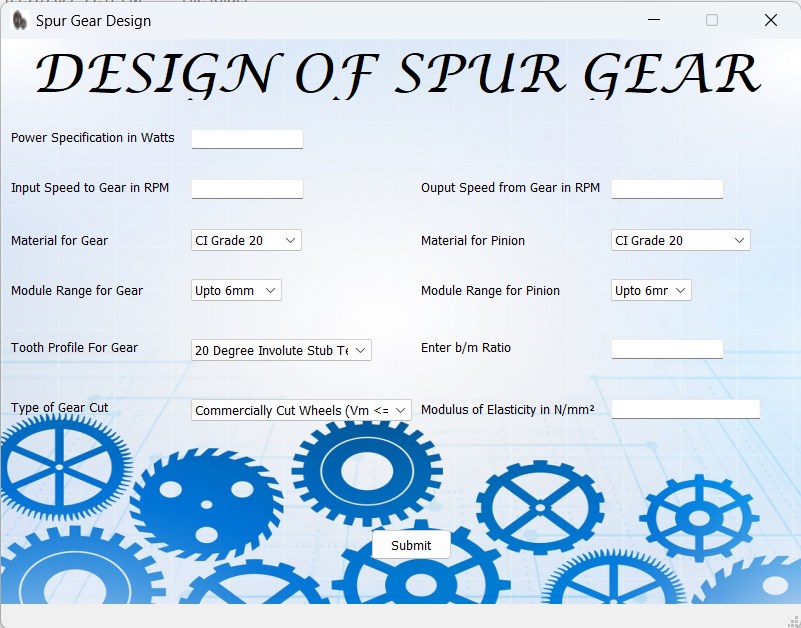 Spur Gear Design
DESIGN OF SPUR GEAR
Power Specification in Watts
Input Speed to Gear in RPM
Ouput Speed from Gear in RPM
Material for Gear CI Grade 20
Material for Pinion CI Grade 20
Module Range for Gear Upto 6mm
Module Range for Pinion Upto 6mr
Tooth Profile For Gear 20 Degree Involute Stub Te
Enter b/m Ratio
Type of Gear Cut Commercially Cut Wheels (Vm <=
Modulus of Elasticity in N/mm²
Submit